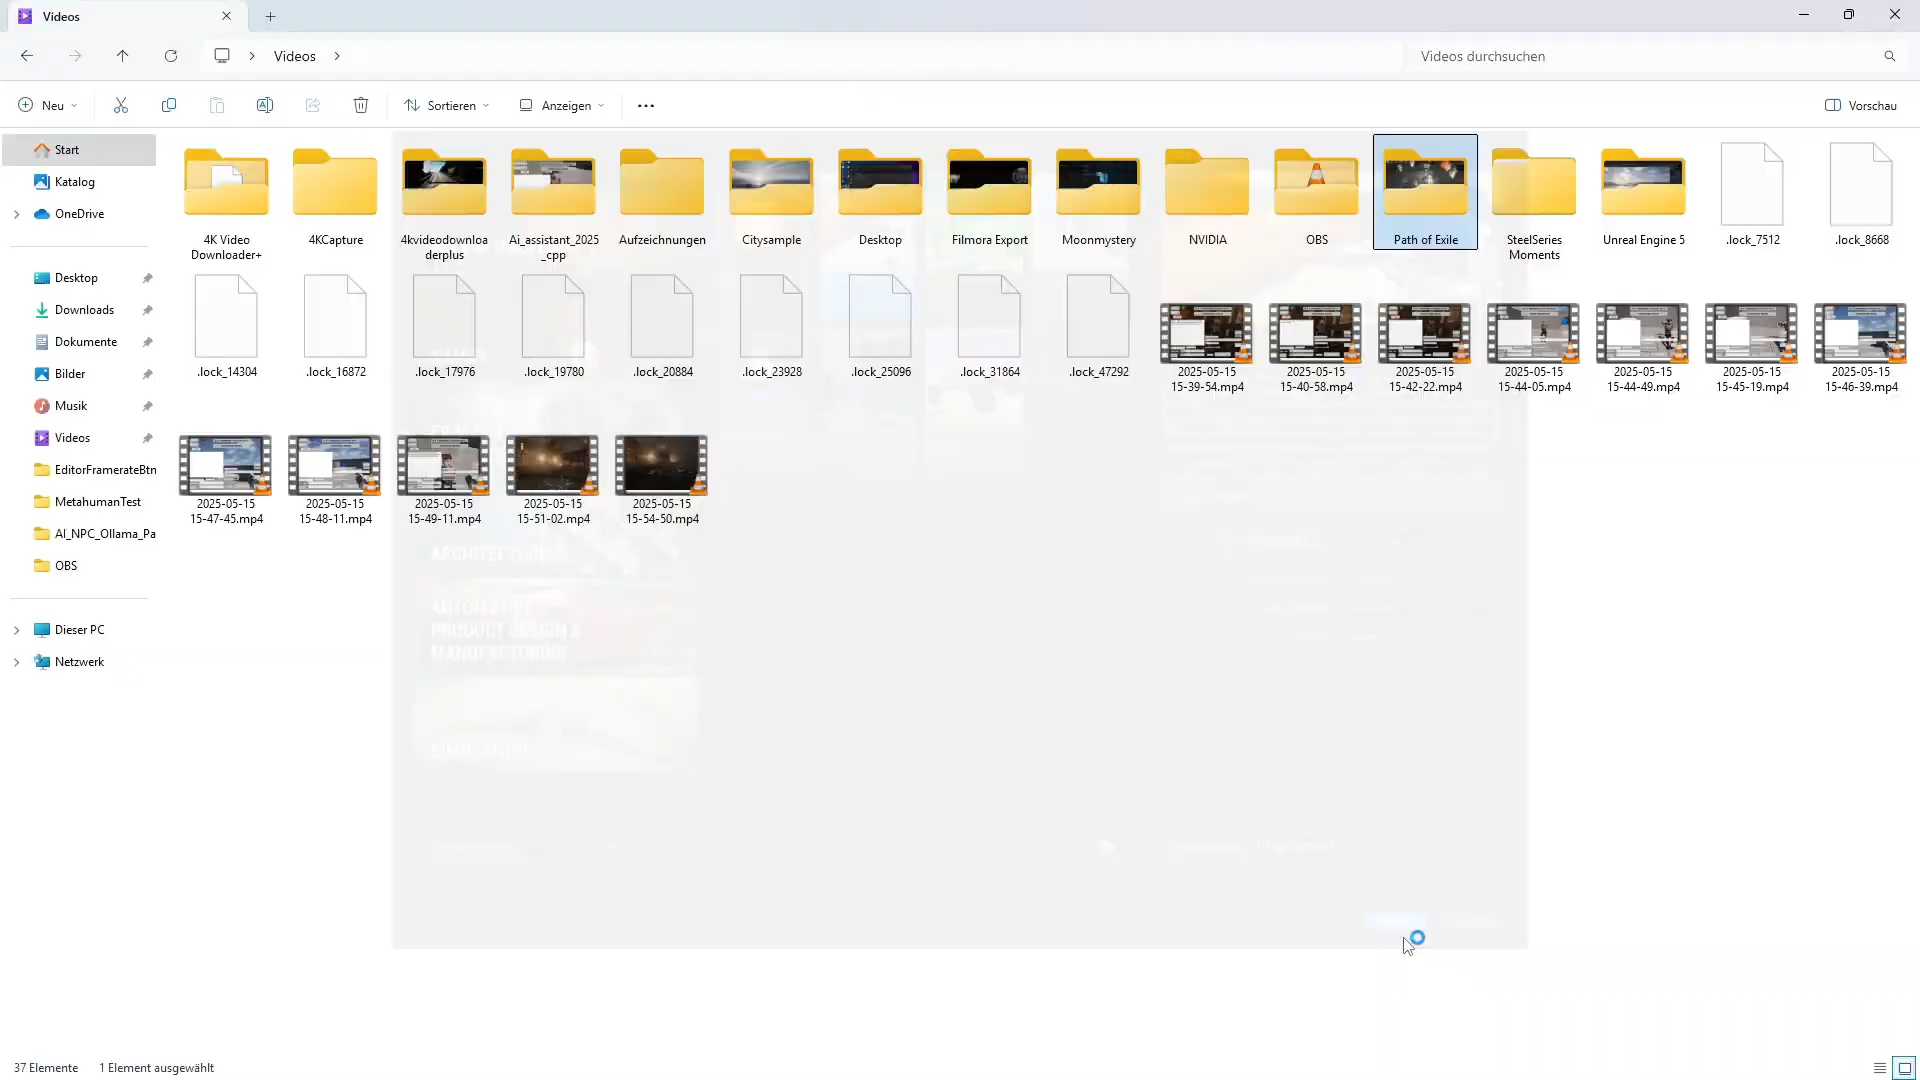 Videos
Videos
Videos durchsuchen
Neu
Sortieren
Anzeigen
Vorschau
Start
Katalog
OneDrive
Desktop
Downloads
Dokumente
Bilder
Musik
Videos
EditorFramerateBtn
MetahumanTest
AI_NPC_Ollama_Pa
OBS
Dieser PC
Netzwerk
4K Video
Downloader+
4KCapture
4kvideodownloa
derplus
Ai_assistant_2025
_cpp
Aufzeichnungen
Citysample
Desktop
Filmora Export
Moonmystery
NVIDIA
OBS
Path of Exile
SteelSeries
Moments
Unreal Engine 5
.lock_7512
.lock_8668
.lock_14304
.lock_16872
.lock_17976
.lock_19780
.lock_20884
.lock_23928
.lock_25096
.lock_31864
.lock_47292
2025-05-15
15-39-54.mp4
2025-05-15
15-40-58.mp4
2025-05-15
15-42-22.mp4
2025-05-15
15-44-05.mp4
2025-05-15
15-44-49.mp4
2025-05-15
15-45-19.mp4
2025-05-15
15-46-39.mp4
2025-05-15
15-47-45.mp4
2025-05-15
15-48-11.mp4
2025-05-15
15-49-11.mp4
2025-05-15
15-51-02.mp4
2025-05-15
15-54-50.mp4
ARCHITECTURE
AUTOMOTIVE
PRODUCT DESIGN &
MANUFACTURING
37 Elemente
1 Element ausgewählt